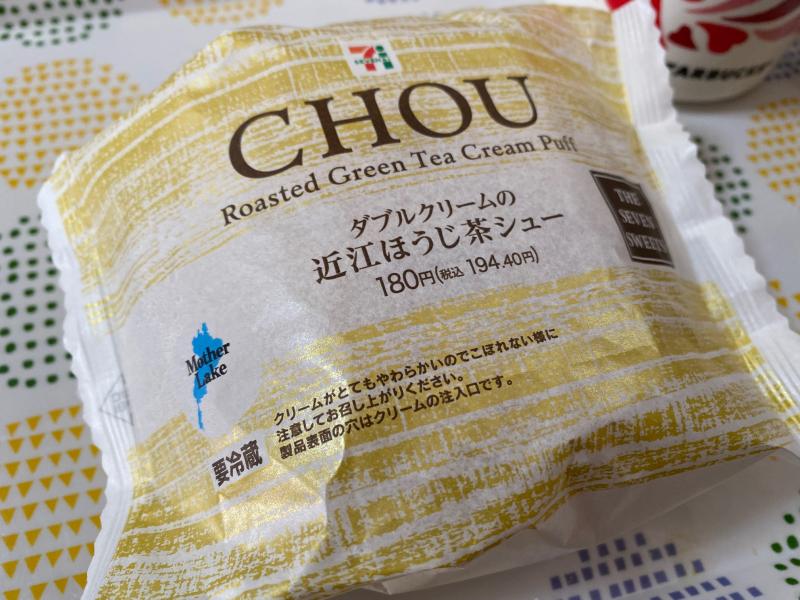 SEVEN
CHOU
Roasted Green Tea Cream Puff
ダブルクリームの
近江ほうじ茶シュー
180円(税込 194.40円)
THE
SEVEN
SWEETS
Mother
Lake
クリームがとてもやわらかいのでこぼれない様に
注意してお召し上がりください。
製品表面の穴はクリームの注入口です。
要冷蔵